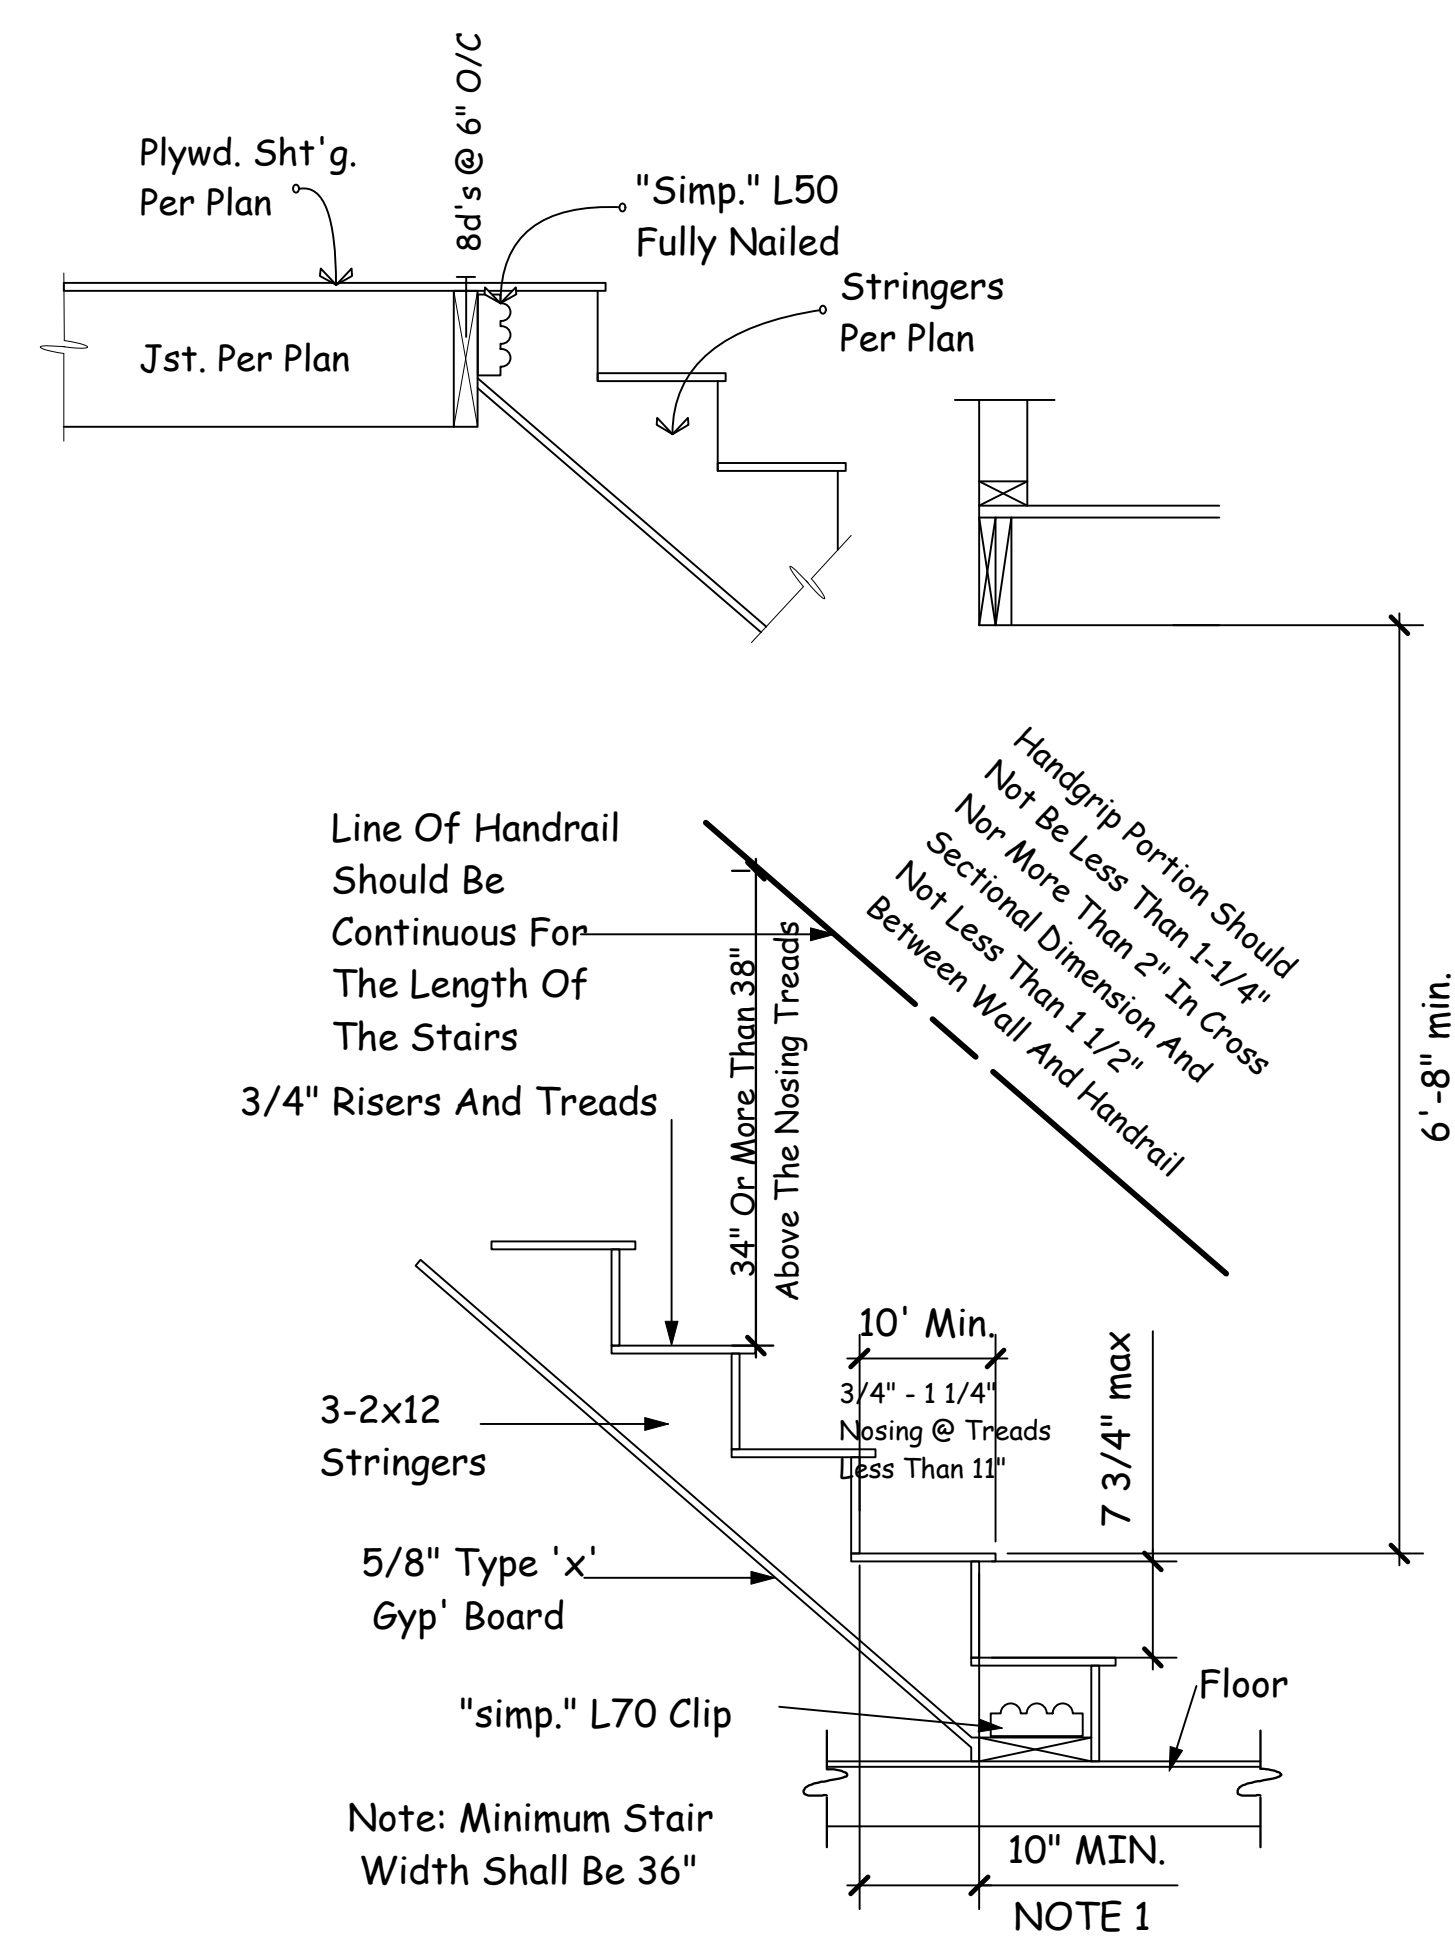 8d's @ 6" O/C
Plywd. Sht'g.
Per Plan
"Simp." L50
Fully Nailed
Stringers
Per Plan
Jst. Per Plan
Handgrip Portion Should
Not Be Less Than 1-1/4"
Nor More Than 2" In Cross
Sectional Dimension And
Not Less Than 1 1/2"
Between Wall And Handrail
Line Of Handrail
Should Be
Continuous For
The Length Of
The Stairs
34" Or More Than 38"
Above The Nosing Treads
6'-8" min.
3/4" Risers And Treads
10' Min.
3/4" - 1 1/4"
Nosing @ Treads
Less Than 11"
7 3/4" max
3-2x12
Stringers
5/8" Type 'x'
Gyp' Board
"simp." L70 Clip
Floor
Note: Minimum Stair
Width Shall Be 36"
10" MIN.
NOTE 1